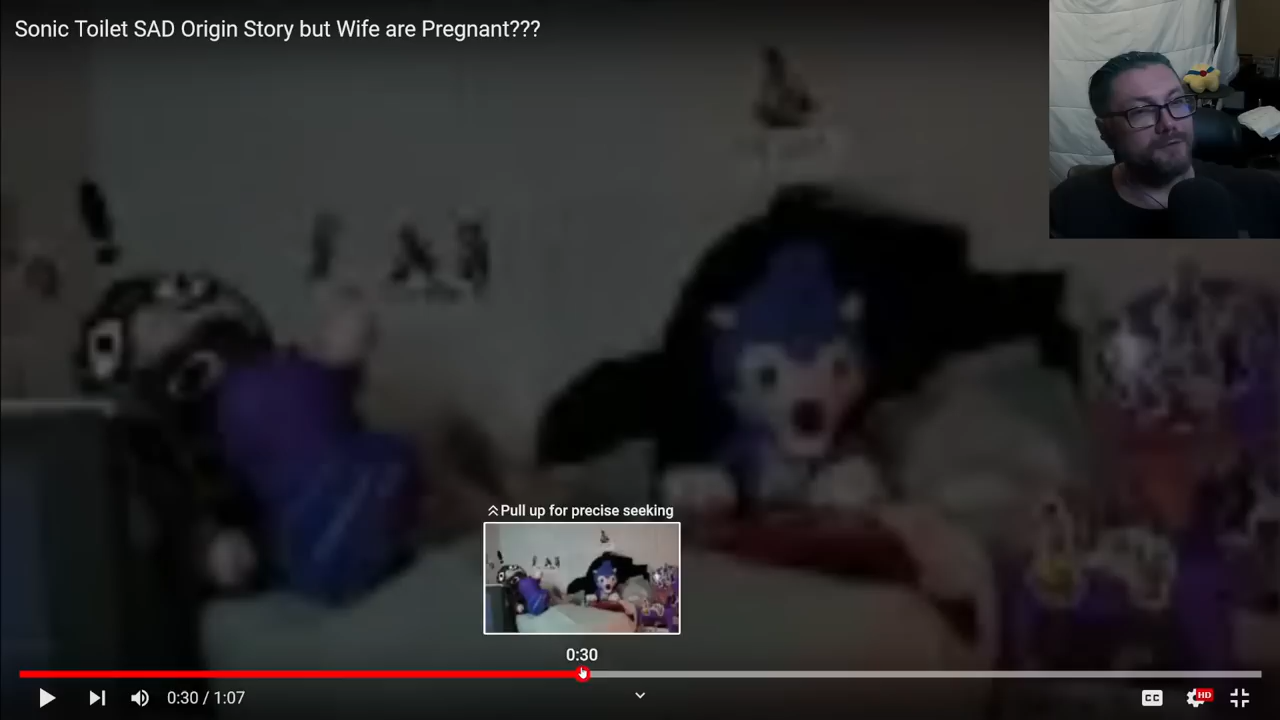 Sonic Toilet SAD Origin Story but Wife are Pregnant???
Pull up for precise seeking
0:30
0:30 / 1:07
CC
HD